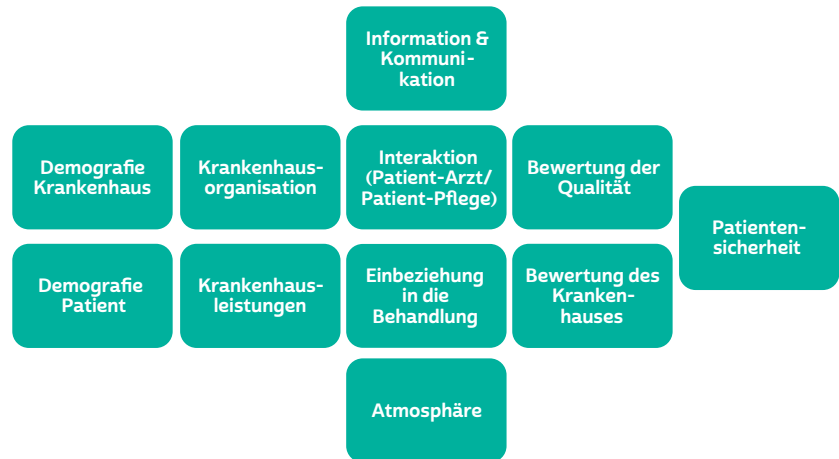 Information &
Kommuni-
kation
Demografie
Krankenhaus
Krankenhaus-
organisation
Interaktion
(Patient-Arzt/
Patient-Pflege)
Bewertung der
Qualität
Patienten-
sicherheit
Demografie
Patient
Krankenhaus-
leistungen
Einbeziehung
in die
Behandlung
Bewertung des
Kranken-
hauses
Atmosphäre